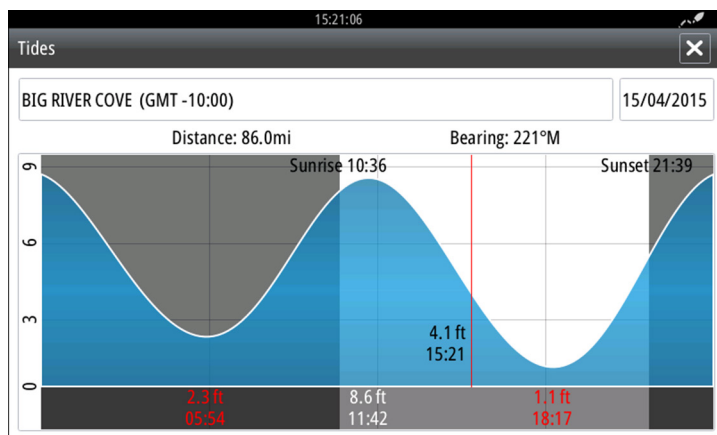 15:21:06
Tides
BIG RIVER COVE (GMT -10:00)
15/04/2015
Distance: 86.0mi
Bearing: 221°M
9
Sunrise 10:36
Sunset 21:39
6
3
4.1 ft
15:21
0
2.3 ft
05:54
8.6 ft
11:42
1.1 ft
18:17